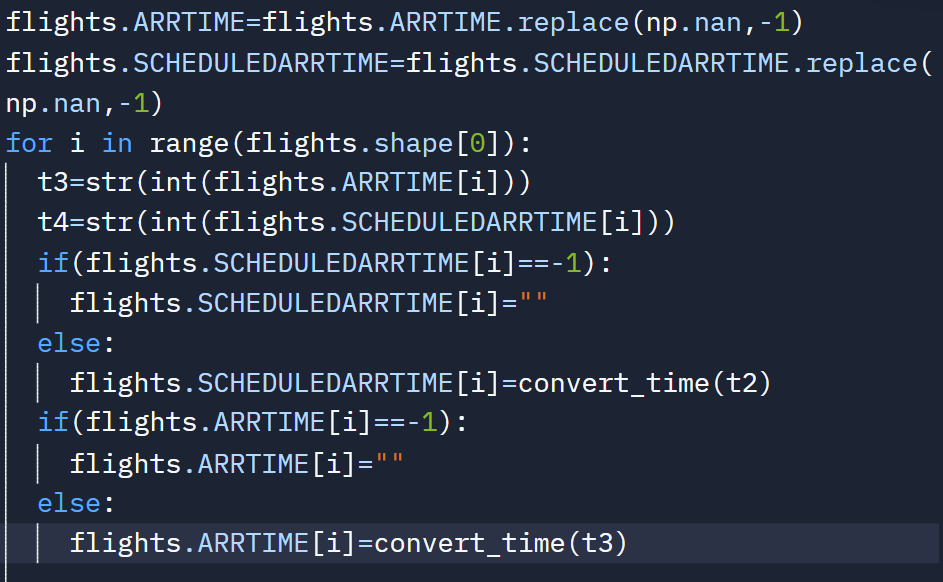 flights.ARRTIME=flights.ARRTIME.replace(np.nan,-1)
flights.SCHEDULEDARRTIME=flights.SCHEDULEDARRTIME.replace(
np.nan,-1)
for i in range(flights.shape[0]):
  t3=str(int(flights.ARRTIME[i]))
  t4=str(int(flights.SCHEDULEDARRTIME[i]))
  if(flights.SCHEDULEDARRTIME[i]==-1):
    flights.SCHEDULEDARRTIME[i]=""
  else:
    flights.SCHEDULEDARRTIME[i]=convert_time(t2)
  if(flights.ARRTIME[i]==-1):
    flights.ARRTIME[i]=""
  else:
    flights.ARRTIME[i]=convert_time(t3)